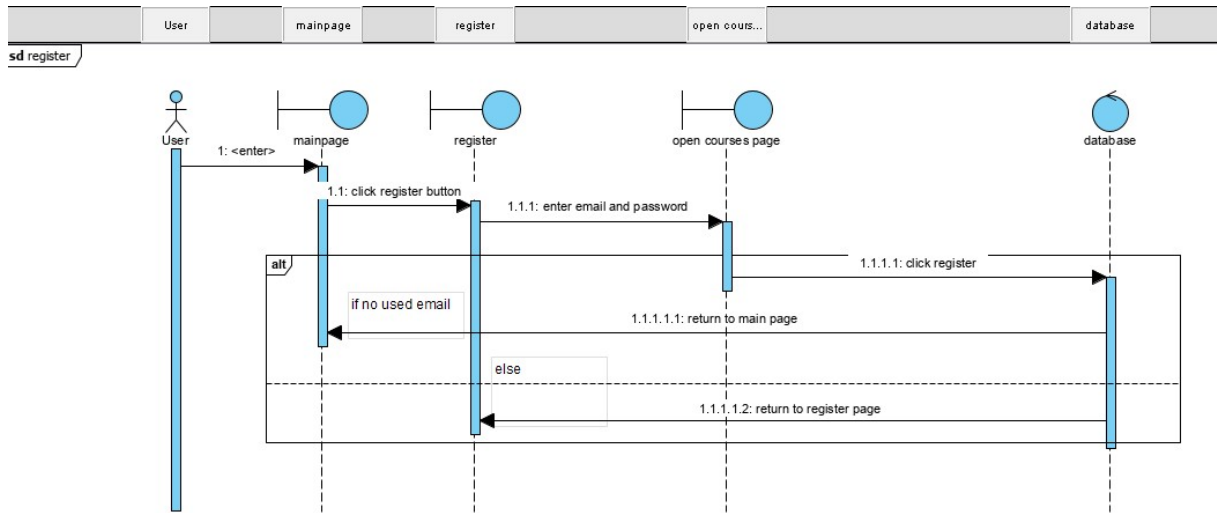 User
mainpage
register
open cours...
database
sd register
User
mainpage
register
open courses page
database
1: <enter>
1.1: click register button
1.1.1: enter email and password
alt
1.1.1.1: click register
if no used email
1.1.1.1.1: return to main page
else
1.1.1.1.2: return to register page